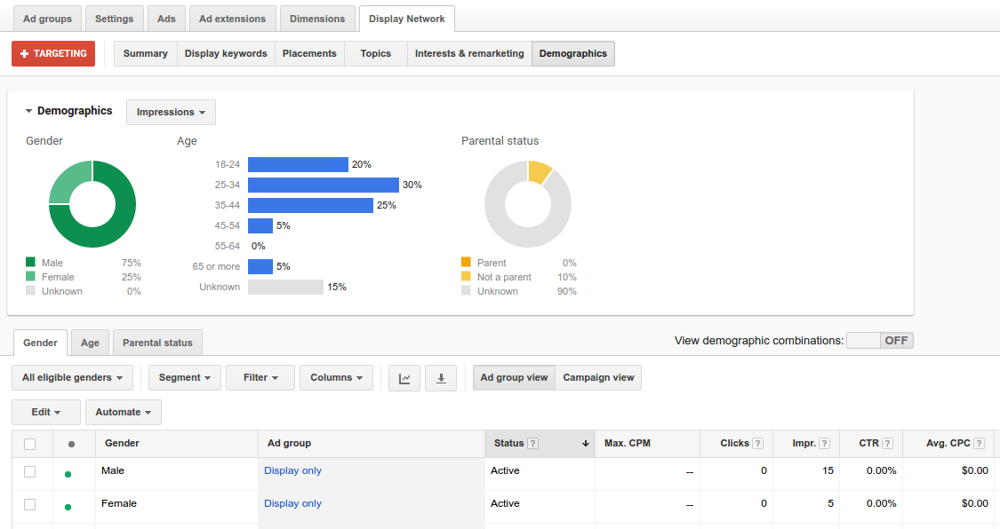 Ad groups Settings Ads Ad extensions Dimensions Display Network
+ TARGETING Summary Display keywords Placements Topics Interests & remarketing Demographics
Demographics Impressions
Gender Age Parental status
18-24 20%
25-34 30%
35-44 25%
45-54 5%
55-64 0%
65 or more 5%
Unknown 15%
Male 75%
Female 25%
Unknown 0%
Parent 0%
Not a parent 10%
Unknown 90%
Gender Age Parental status View demographic combinations: OFF
All eligible genders Segment Filter Columns Ad group view Campaign view
Edit Automate
Gender Ad group Status ? Max. CPM Clicks ? Impr. ? CTR ? Avg. CPC ?
Male Display only Active -- 0 15 0.00% $0.00
Female Display only Active -- 0 5 0.00% $0.00